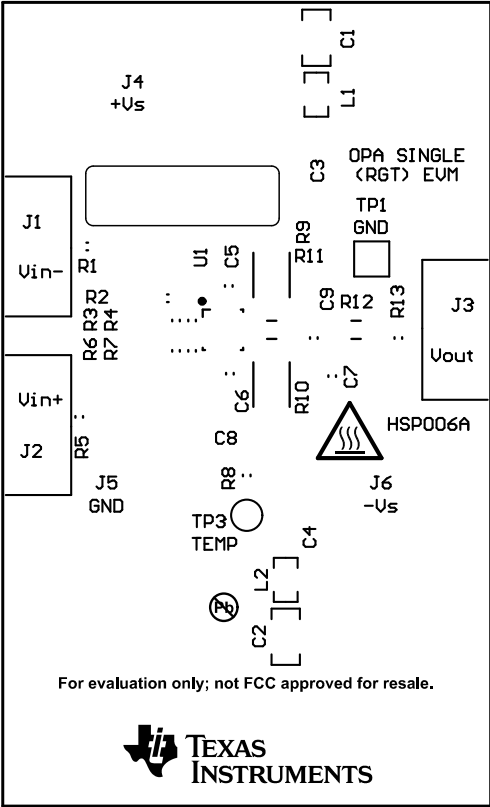 C1
J4
+Vs
L1
C3
OPA SINGLE
(RGT) EVM
TP1
GND
J1
Vin-
R1
U1
C5
R9
R11
R2
R3
R4
C9
R12
R13
J3
Vout
R6
R7
Vin+
J2
R5
C6
R10
C7
HSP006A
C8
R8
J5
GND
J6
-Vs
TP3
TEMP
C4
L2
Pb
C2
For evaluation only; not FCC approved for resale.
TEXAS
INSTRUMENTS